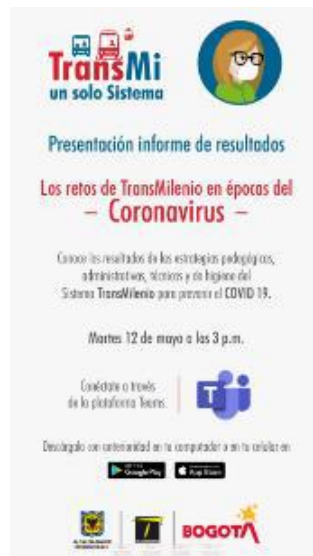 TransMi
un solo Sistema
Presentación informe de resultados
Los retos de TransMilenio en épocas del
– Coronavirus –
Conoce los resultados de las estrategias pedagógicas,
administrativas, técnicas y de higiene del
Sistema TransMilenio para prevenir el COVID 19.
Martes 12 de mayo a las 3 p.m.
Conéctate a través
de la plataforma Teams.
Descárgalo con anterioridad en tu computador o en tu celular en
Google Play
App Store
BOGOTÁ